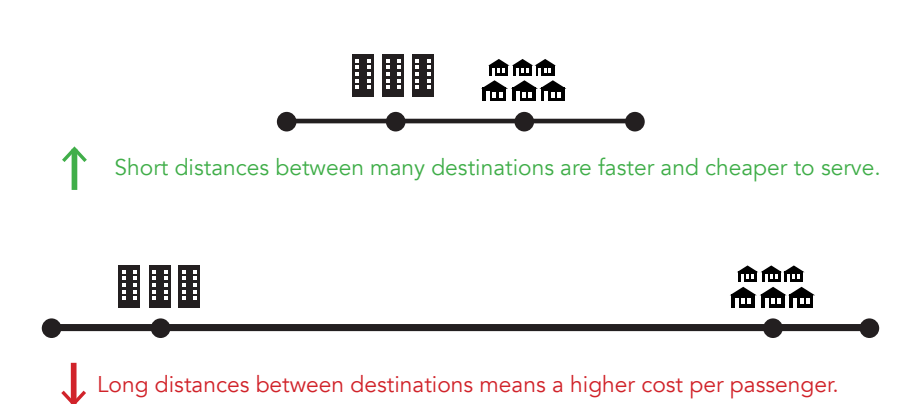 Short distances between many destinations are faster and cheaper to serve.
Long distances between destinations means a higher cost per passenger.